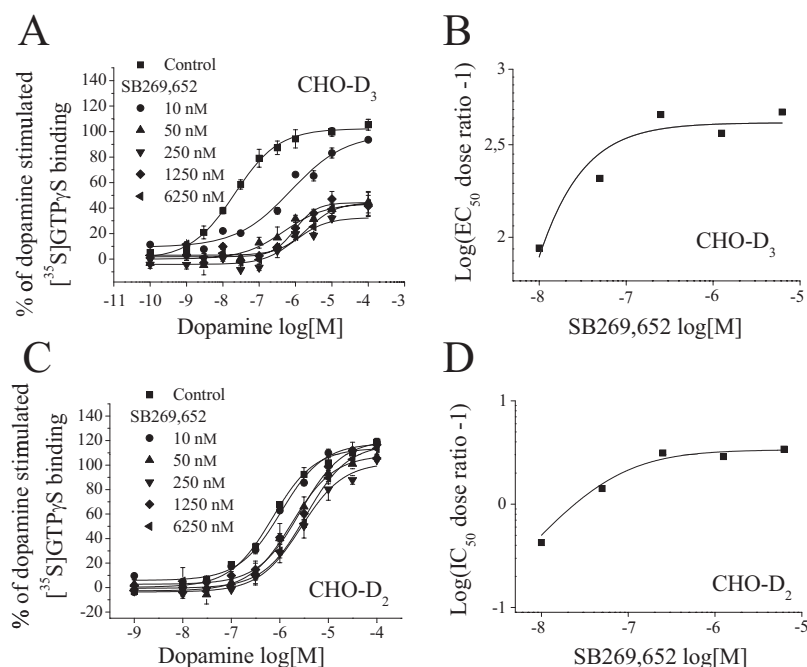 A
% of dopamine stimulated
[³⁵S]GTPγS binding
140
120
100
80
60
40
20
0
Control
SB269,652
10 nM
50 nM
250 nM
1250 nM
6250 nM
CHO-D₃
-11 -10 -9 -8 -7 -6 -5 -4 -3
Dopamine log[M]
B
Log(EC₅₀ dose ratio -1)
3
2,5
2
CHO-D₃
-8 -7 -6 -5
SB269,652 log[M]
C
% of dopamine stimulated
[³⁵S]GTPγS binding
140
120
100
80
60
40
20
0
-20
Control
SB269,652
10 nM
50 nM
250 nM
1250 nM
6250 nM
CHO-D₂
-9 -8 -7 -6 -5 -4
Dopamine log[M]
D
Log(IC₅₀ dose ratio -1)
1
0
-1
CHO-D₂
-8 -7 -6 -5
SB269,652 log[M]